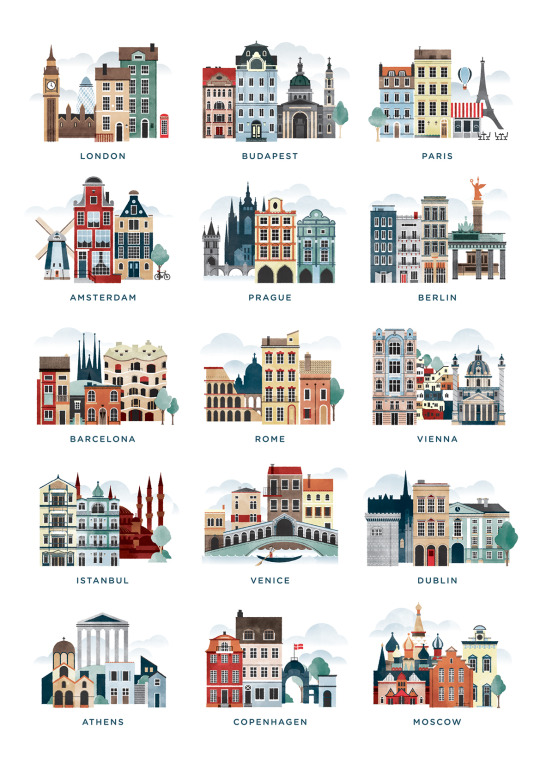 LONDON
BUDAPEST
PARIS
AMSTERDAM
PRAGUE
BERLIN
BARCELONA
ROME
VIENNA
ISTANBUL
VENICE
DUBLIN
ATHENS
COPENHAGEN
MOSCOW